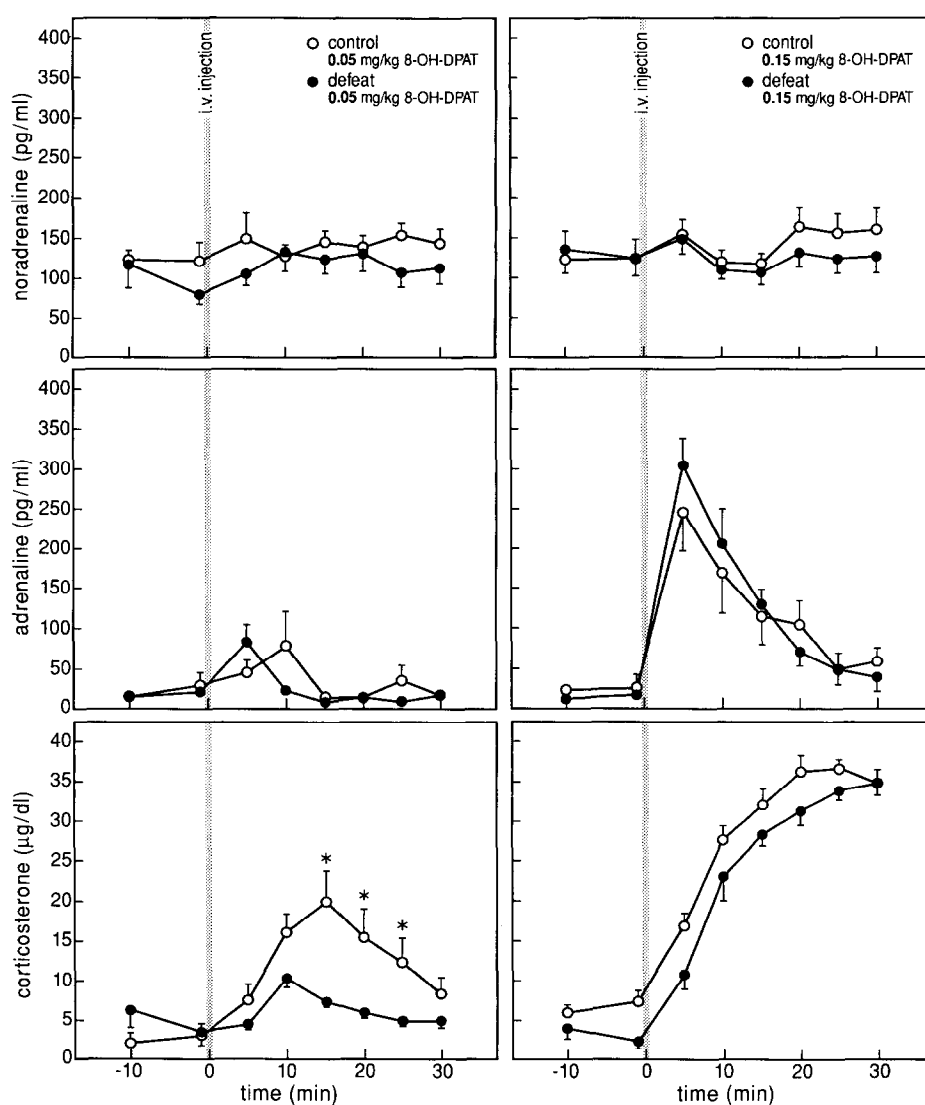 400
350
300
250
200
150
100
50
0
noradrenaline (pg/ml)
i.v. injection
control
0.05 mg/kg 8-OH-DPAT
defeat
0.05 mg/kg 8-OH-DPAT
i.v. injection
control
0.15 mg/kg 8-OH-DPAT
defeat
0.15 mg/kg 8-OH-DPAT
400
350
300
250
200
150
100
50
0
adrenaline (pg/ml)
40
35
30
25
20
15
10
5
0
corticosterone (µg/dl)
* * *
-10 0 10 20 30
time (min)
-10 0 10 20 30
time (min)